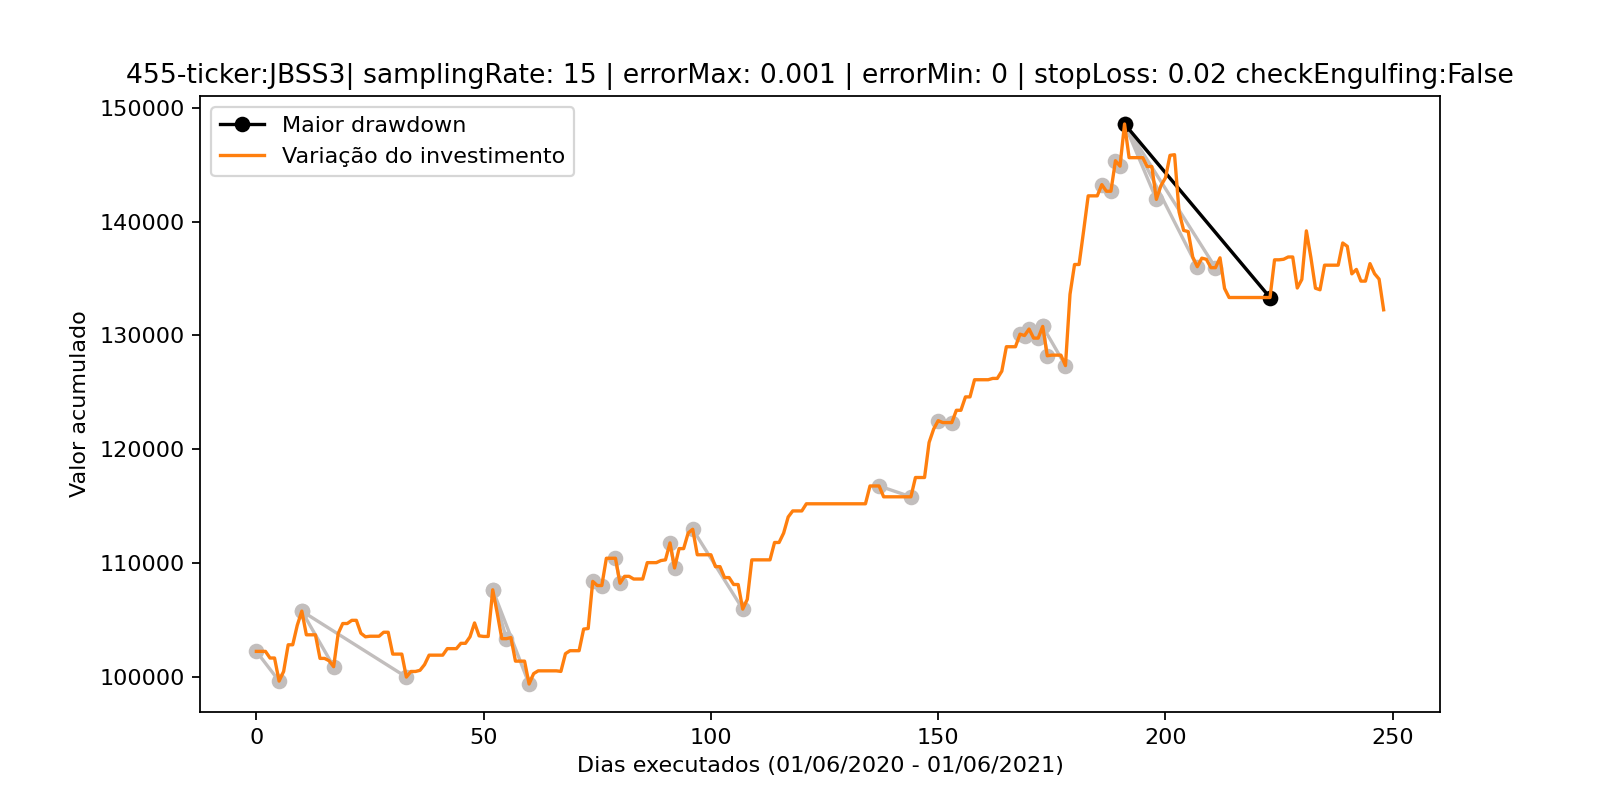 455-ticker:JBSS3| samplingRate: 15 | errorMax: 0.001 | errorMin: 0 | stopLoss: 0.02 checkEngulfing:False
Maior drawdown
Variação do investimento
150000
140000
130000
120000
110000
100000
Valor acumulado
0 50 100 150 200 250
Dias executados (01/06/2020 - 01/06/2021)